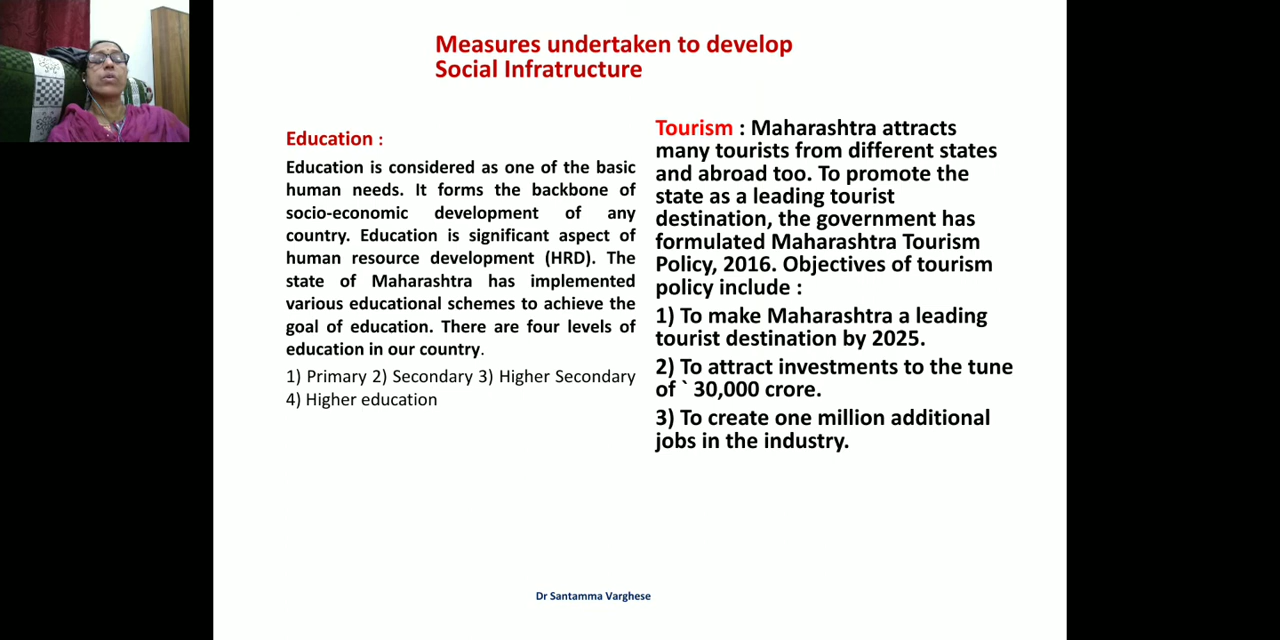 Measures undertaken to develop
Social Infratructure
Education :
Education is considered as one of the basic
human needs. It forms the backbone of
socio-economic development of any
country. Education is significant aspect of
human resource development (HRD). The
state of Maharashtra has implemented
various educational schemes to achieve the
goal of education. There are four levels of
education in our country.
1) Primary 2) Secondary 3) Higher Secondary
4) Higher education
Tourism : Maharashtra attracts
many tourists from different states
and abroad too. To promote the
state as a leading tourist
destination, the government has
formulated Maharashtra Tourism
Policy, 2016. Objectives of tourism
policy include :
1) To make Maharashtra a leading
tourist destination by 2025.
2) To attract investments to the tune
of ` 30,000 crore.
3) To create one million additional
jobs in the industry.
Dr Santamma Varghese